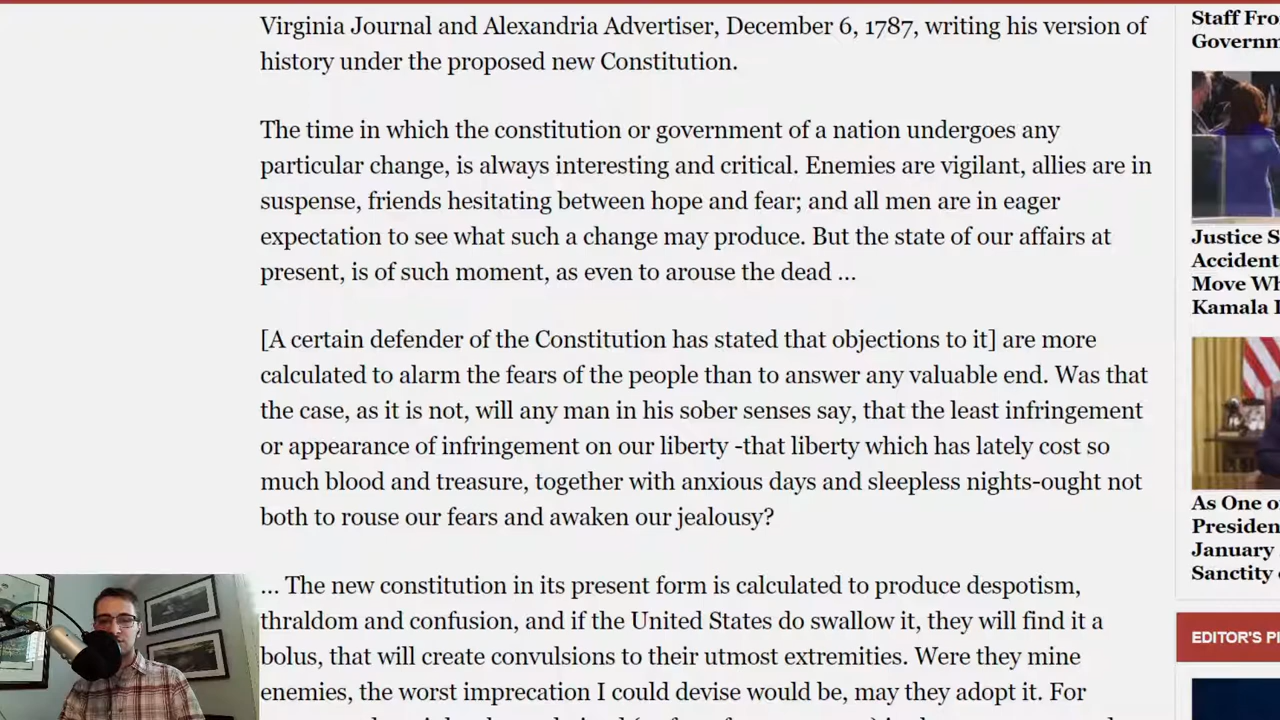 Virginia Journal and Alexandria Advertiser, December 6, 1787, writing his version of
history under the proposed new Constitution.
The time in which the constitution or government of a nation undergoes any
particular change, is always interesting and critical. Enemies are vigilant, allies are in
suspense, friends hesitating between hope and fear; and all men are in eager
expectation to see what such a change may produce. But the state of our affairs at
present, is of such moment, as even to arouse the dead ...
[A certain defender of the Constitution has stated that objections to it] are more
calculated to alarm the fears of the people than to answer any valuable end. Was that
the case, as it is not, will any man in his sober senses say, that the least infringement
or appearance of infringement on our liberty -that liberty which has lately cost so
much blood and treasure, together with anxious days and sleepless nights-ought not
both to rouse our fears and awaken our jealousy?
... The new constitution in its present form is calculated to produce despotism,
thraldom and confusion, and if the United States do swallow it, they will find it a
bolus, that will create convulsions to their utmost extremities. Were they mine
enemies, the worst imprecation I could devise would be, may they adopt it. For
Staff Fro
Governm
Justice S
Accident
Move Wh
Kamala
As One o
Presiden
January
Sanctity
EDITOR'S P